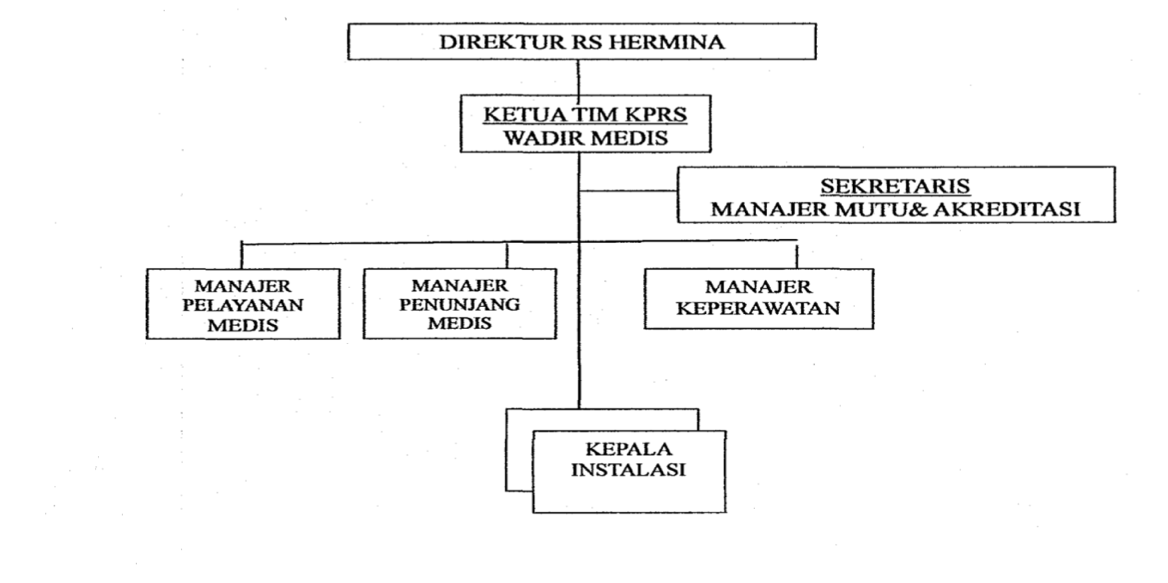 DIREKTUR RS HERMINA
KETUA TIM KPRS
WADIR MEDIS
SEKRETARIS
MANAJER MUTU& AKREDITASI
MANAJER
PELAYANAN
MEDIS
MANAJER
PENUNJANG
MEDIS
MANAJER
KEPERAWATAN
KEPALA
INSTALASI